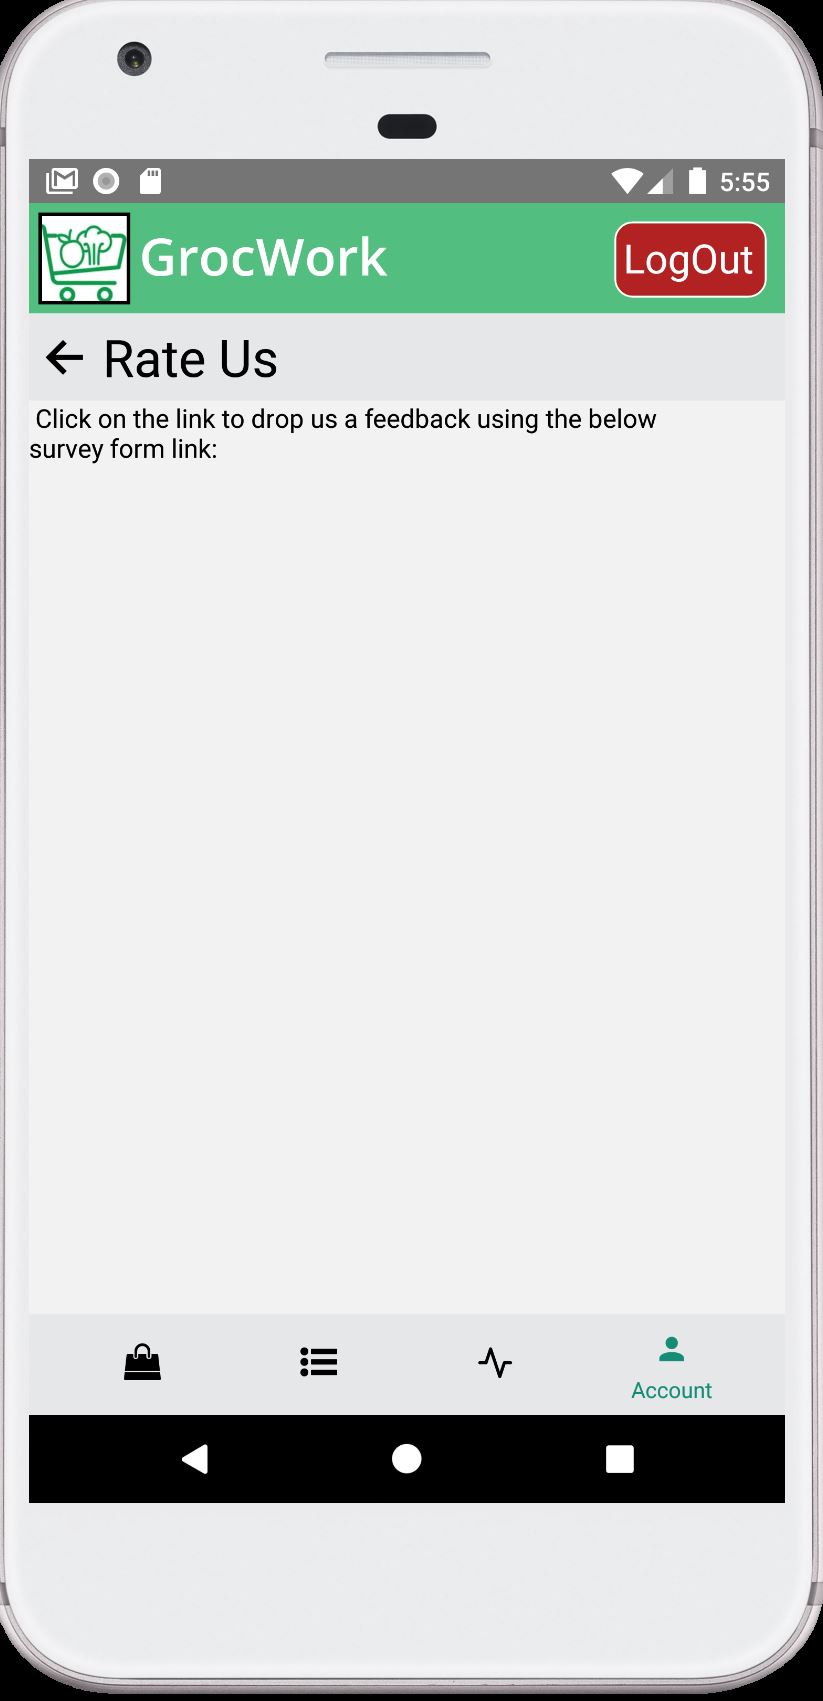 5:55
GrocWork
LogOut
Rate Us
Click on the link to drop us a feedback using the below
survey form link:
Account